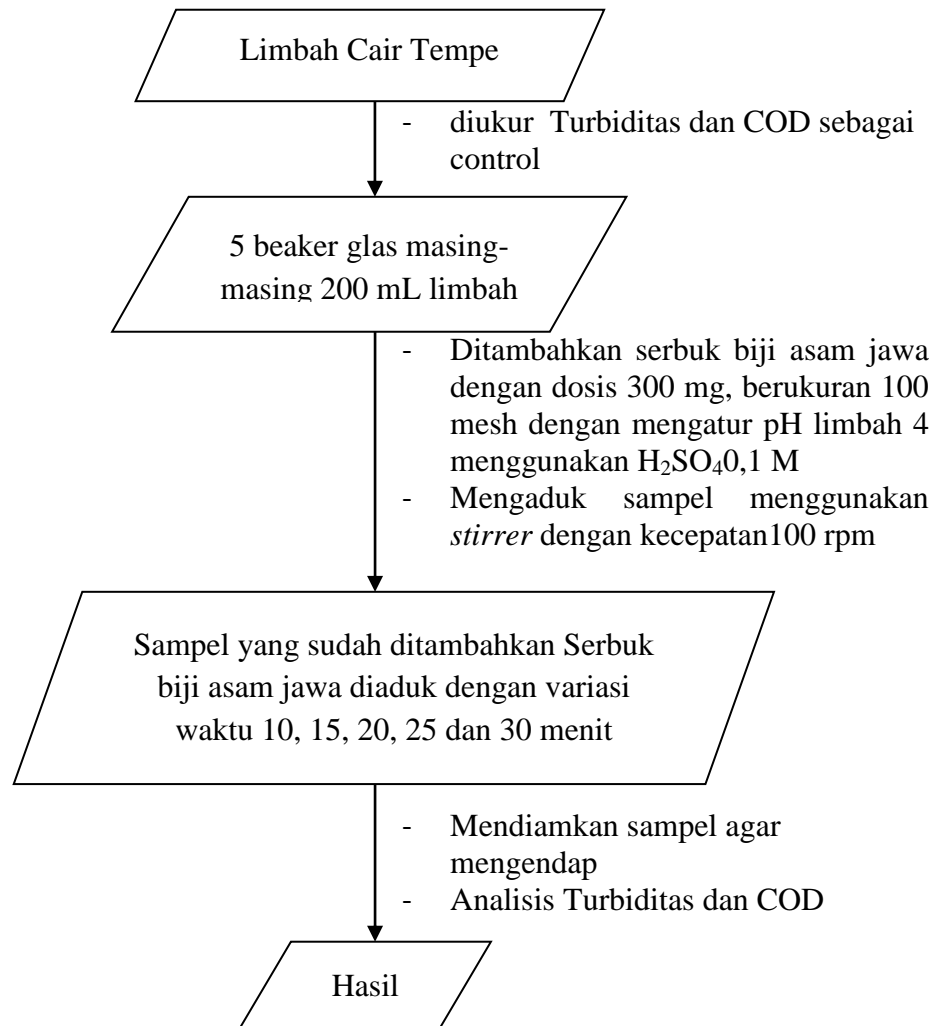 Limbah Cair Tempe
- diukur Turbiditas dan COD sebagai
control
5 beaker glas masing-
masing 200 mL limbah
- Ditambahkan serbuk biji asam jawa
dengan dosis 300 mg, berukuran 100
mesh dengan mengatur pH limbah 4
menggunakan H₂SO₄0,1 M
- Mengaduk sampel menggunakan
stirrer dengan kecepatan100 rpm
Sampel yang sudah ditambahkan Serbuk
biji asam jawa diaduk dengan variasi
waktu 10, 15, 20, 25 dan 30 menit
- Mendiamkan sampel agar
mengendap
- Analisis Turbiditas dan COD
Hasil